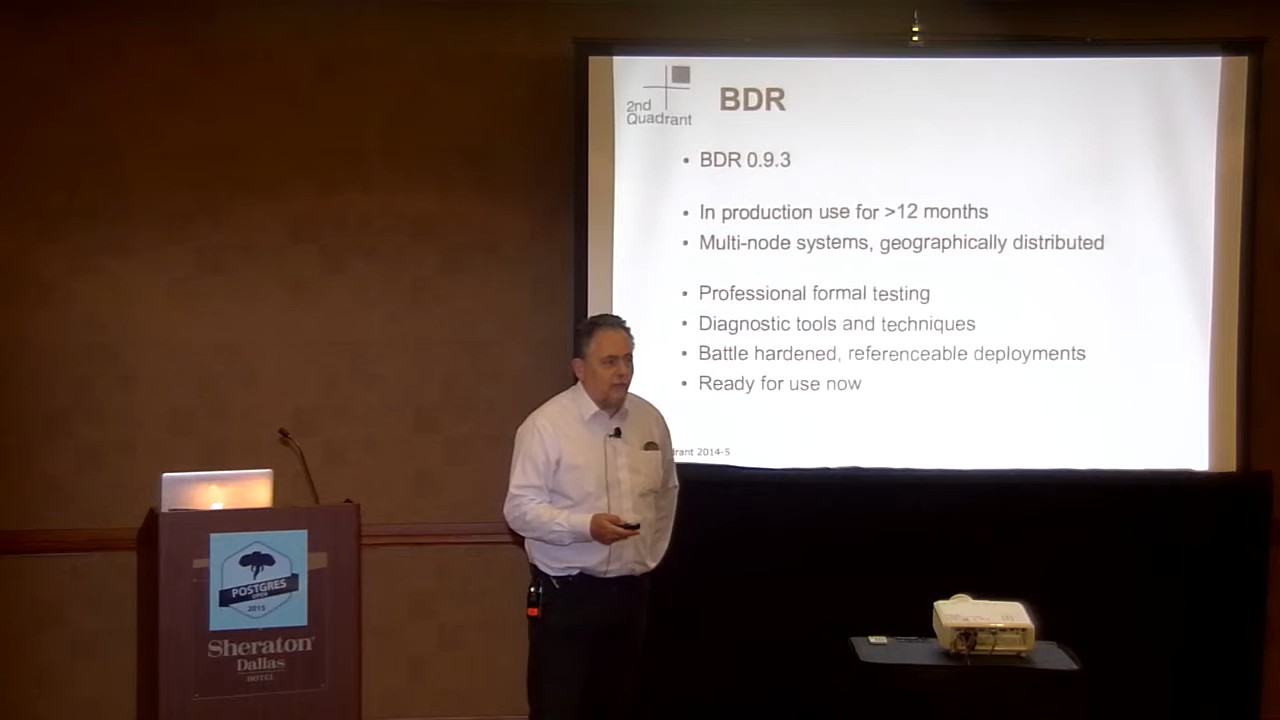 2nd
Quadrant
BDR
• BDR 0.9.3
• In production use for >12 months
• Multi-node systems, geographically distributed
• Professional formal testing
• Diagnostic tools and techniques
• Battle hardened, referenceable deployments
• Ready for use now
drant 2014-5
POSTGRES
OPEN
2015
Sheraton
Dallas
HOTEL